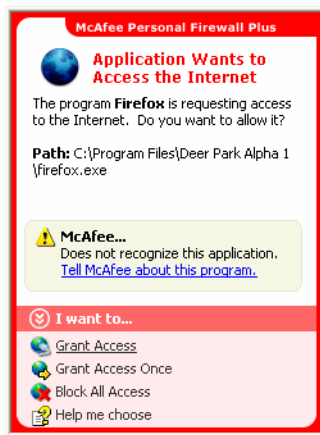 McAfee Personal Firewall Plus
Application Wants to
Access the Internet
The program Firefox is requesting access
to the Internet. Do you want to allow it?
Path: C:\Program Files\Deer Park Alpha 1
\firefox.exe
McAfee...
Does not recognize this application.
Tell McAfee about this program.
I want to...
Grant Access
Grant Access Once
Block All Access
Help me choose